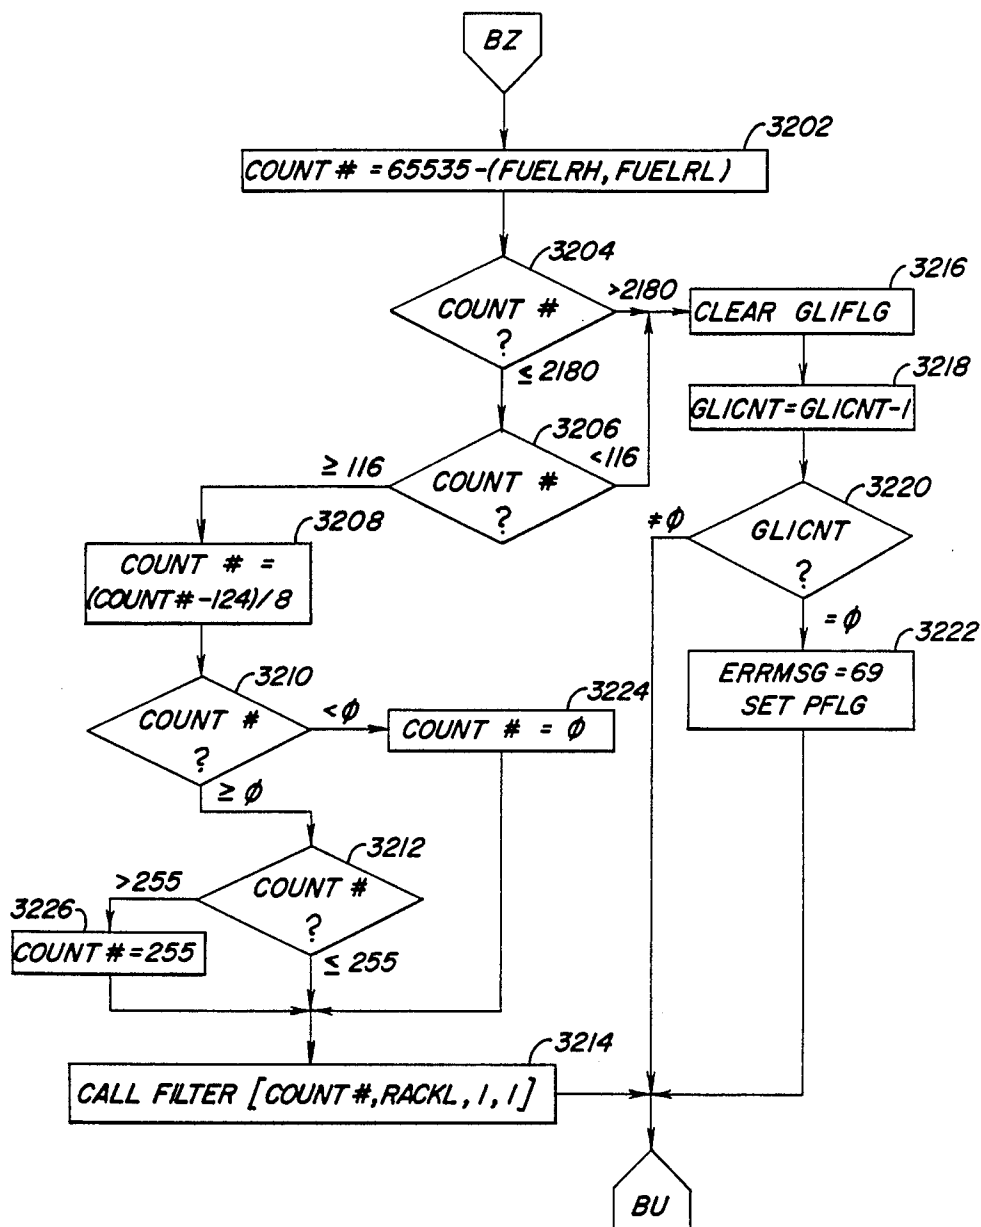 BZ
3202
COUNT # = 65535-(FUELRH, FUELRL)
3204
COUNT #
?
>2180
≤ 2180
3216
CLEAR GLIFLG
3218
GLICNT=GLICNT-1
3206
COUNT #
?
≥ 116
<116
3220
GLICNT
?
≠ϕ
= ϕ
3208
COUNT # =
(COUNT#-124)/8
3222
ERRMSG = 69
SET PFLG
3210
COUNT #
?
<ϕ
≥ ϕ
3224
COUNT # = ϕ
3212
COUNT #
?
>255
≤ 255
3226
COUNT # = 255
3214
CALL FILTER [COUNT#, RACKL, 1, 1]
BU